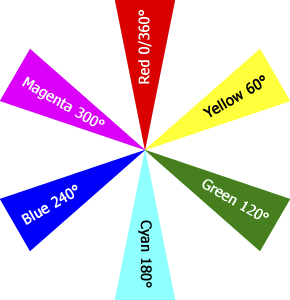 Red 0/360°
Yellow 60°
Green 120°
Cyan 180°
Blue 240°
Magenta 300°